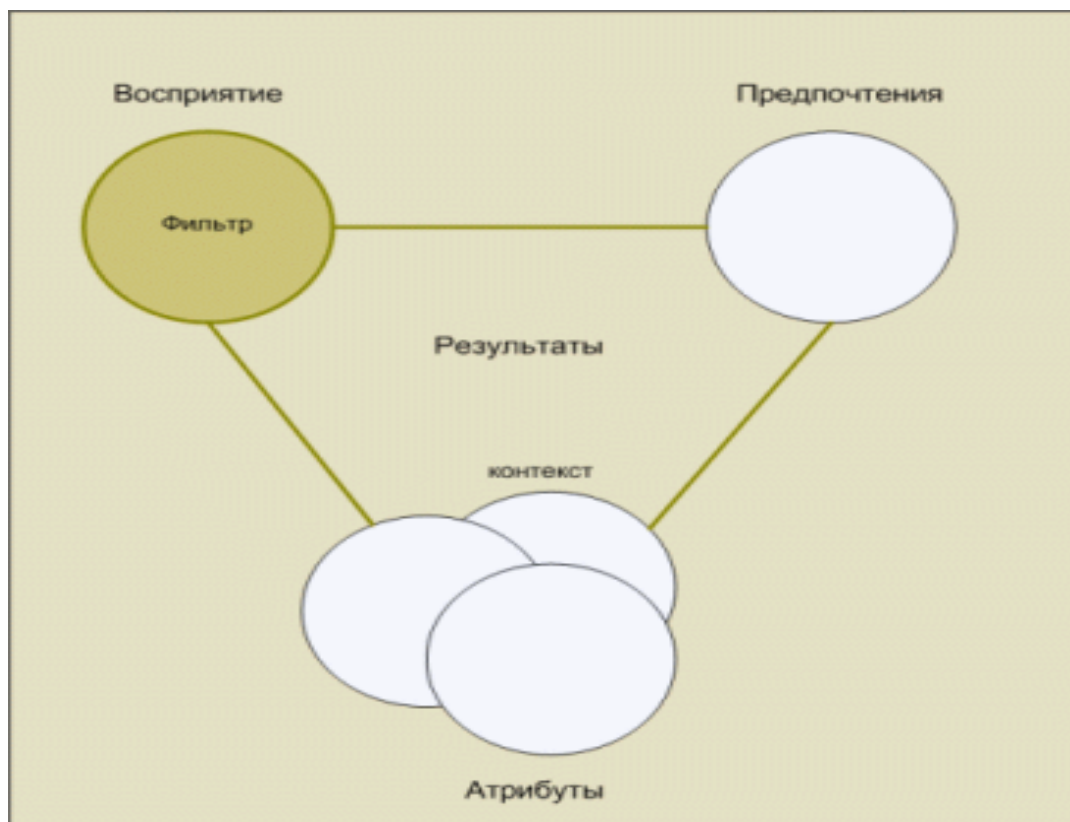 Восприятие
Предпочтения
Фильтр
Результаты
контекст
Атрибуты